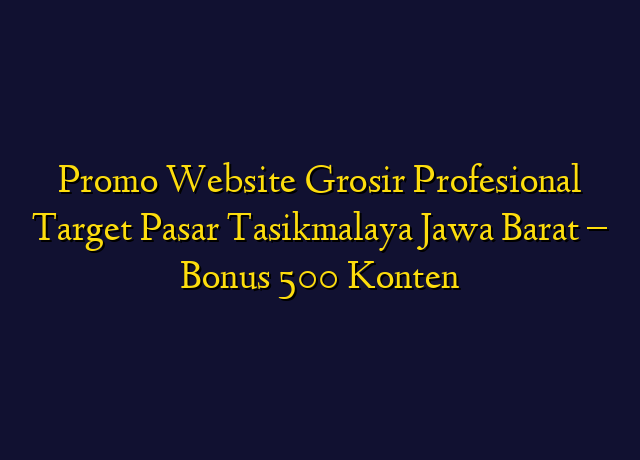 Promo Website Grosir Profesional
Target Pasar Tasikmalaya Jawa Barat –
Bonus 500 Konten